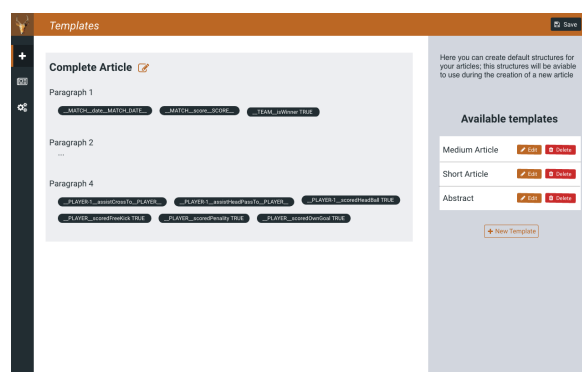 Templates
Save
Complete Article
Paragraph 1
__MATCH__date__MATCH_DATE__ __MATCH__score__SCORE__ __TEAM__isWinner TRUE
Paragraph 2
...
Paragraph 4
__PLAYER-1__assistCrossTo__PLAYER__ __PLAYER-1__assistHeadPassTo__PLAYER__ __PLAYER-1__scoredHeadBall TRUE
__PLAYER__scoredFreeKick TRUE __PLAYER__scoredPenality TRUE __PLAYER__scoredOwnGoal TRUE
Here you can create default structures for
your articles; this structures will be aviable
to use during the creation of a new article
Available templates
Medium Article Edit Delete
Short Article Edit Delete
Abstract Edit Delete
+ New Template